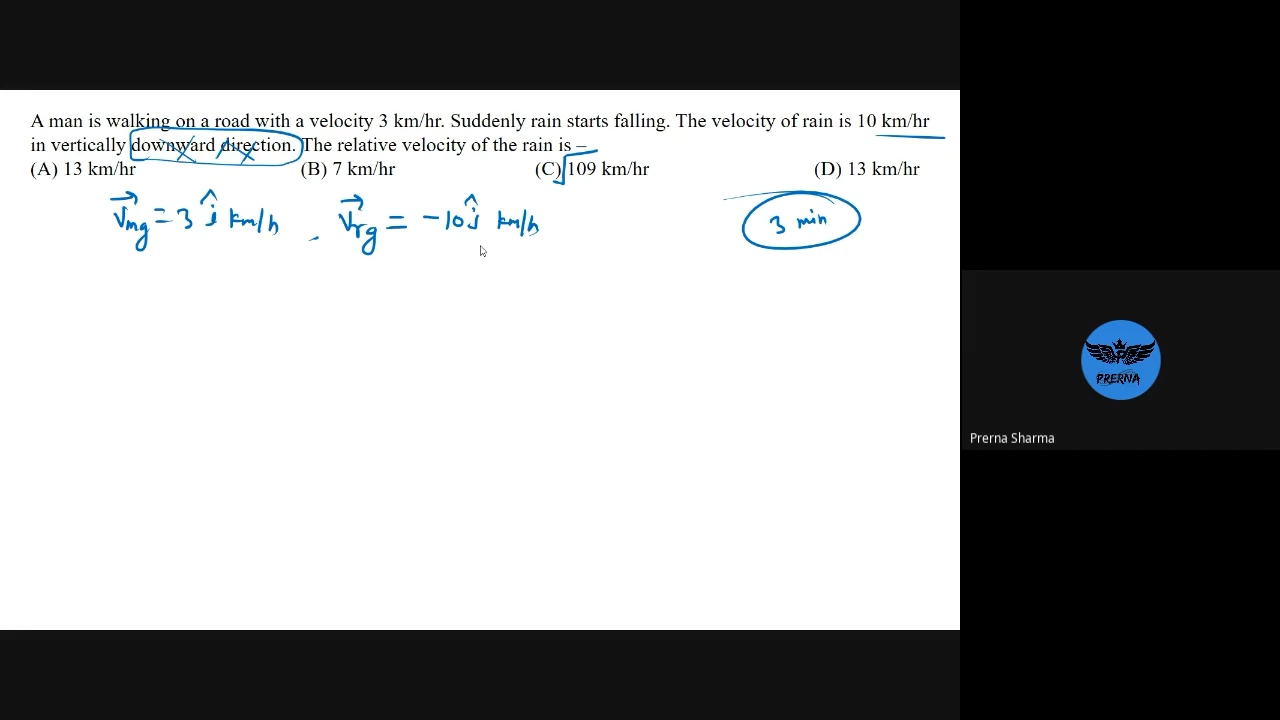 A man is walking on a road with a velocity 3 km/hr. Suddenly rain starts falling. The velocity of rain is 10 km/hr
in vertically downward direction. The relative velocity of the rain is –
(A) 13 km/hr (B) 7 km/hr (C) √109 km/hr (D) 13 km/hr
V⃗mg = 3 î km/h , V⃗rg = -10ĵ km/h 3 min
PRERNA
Prerna Sharma